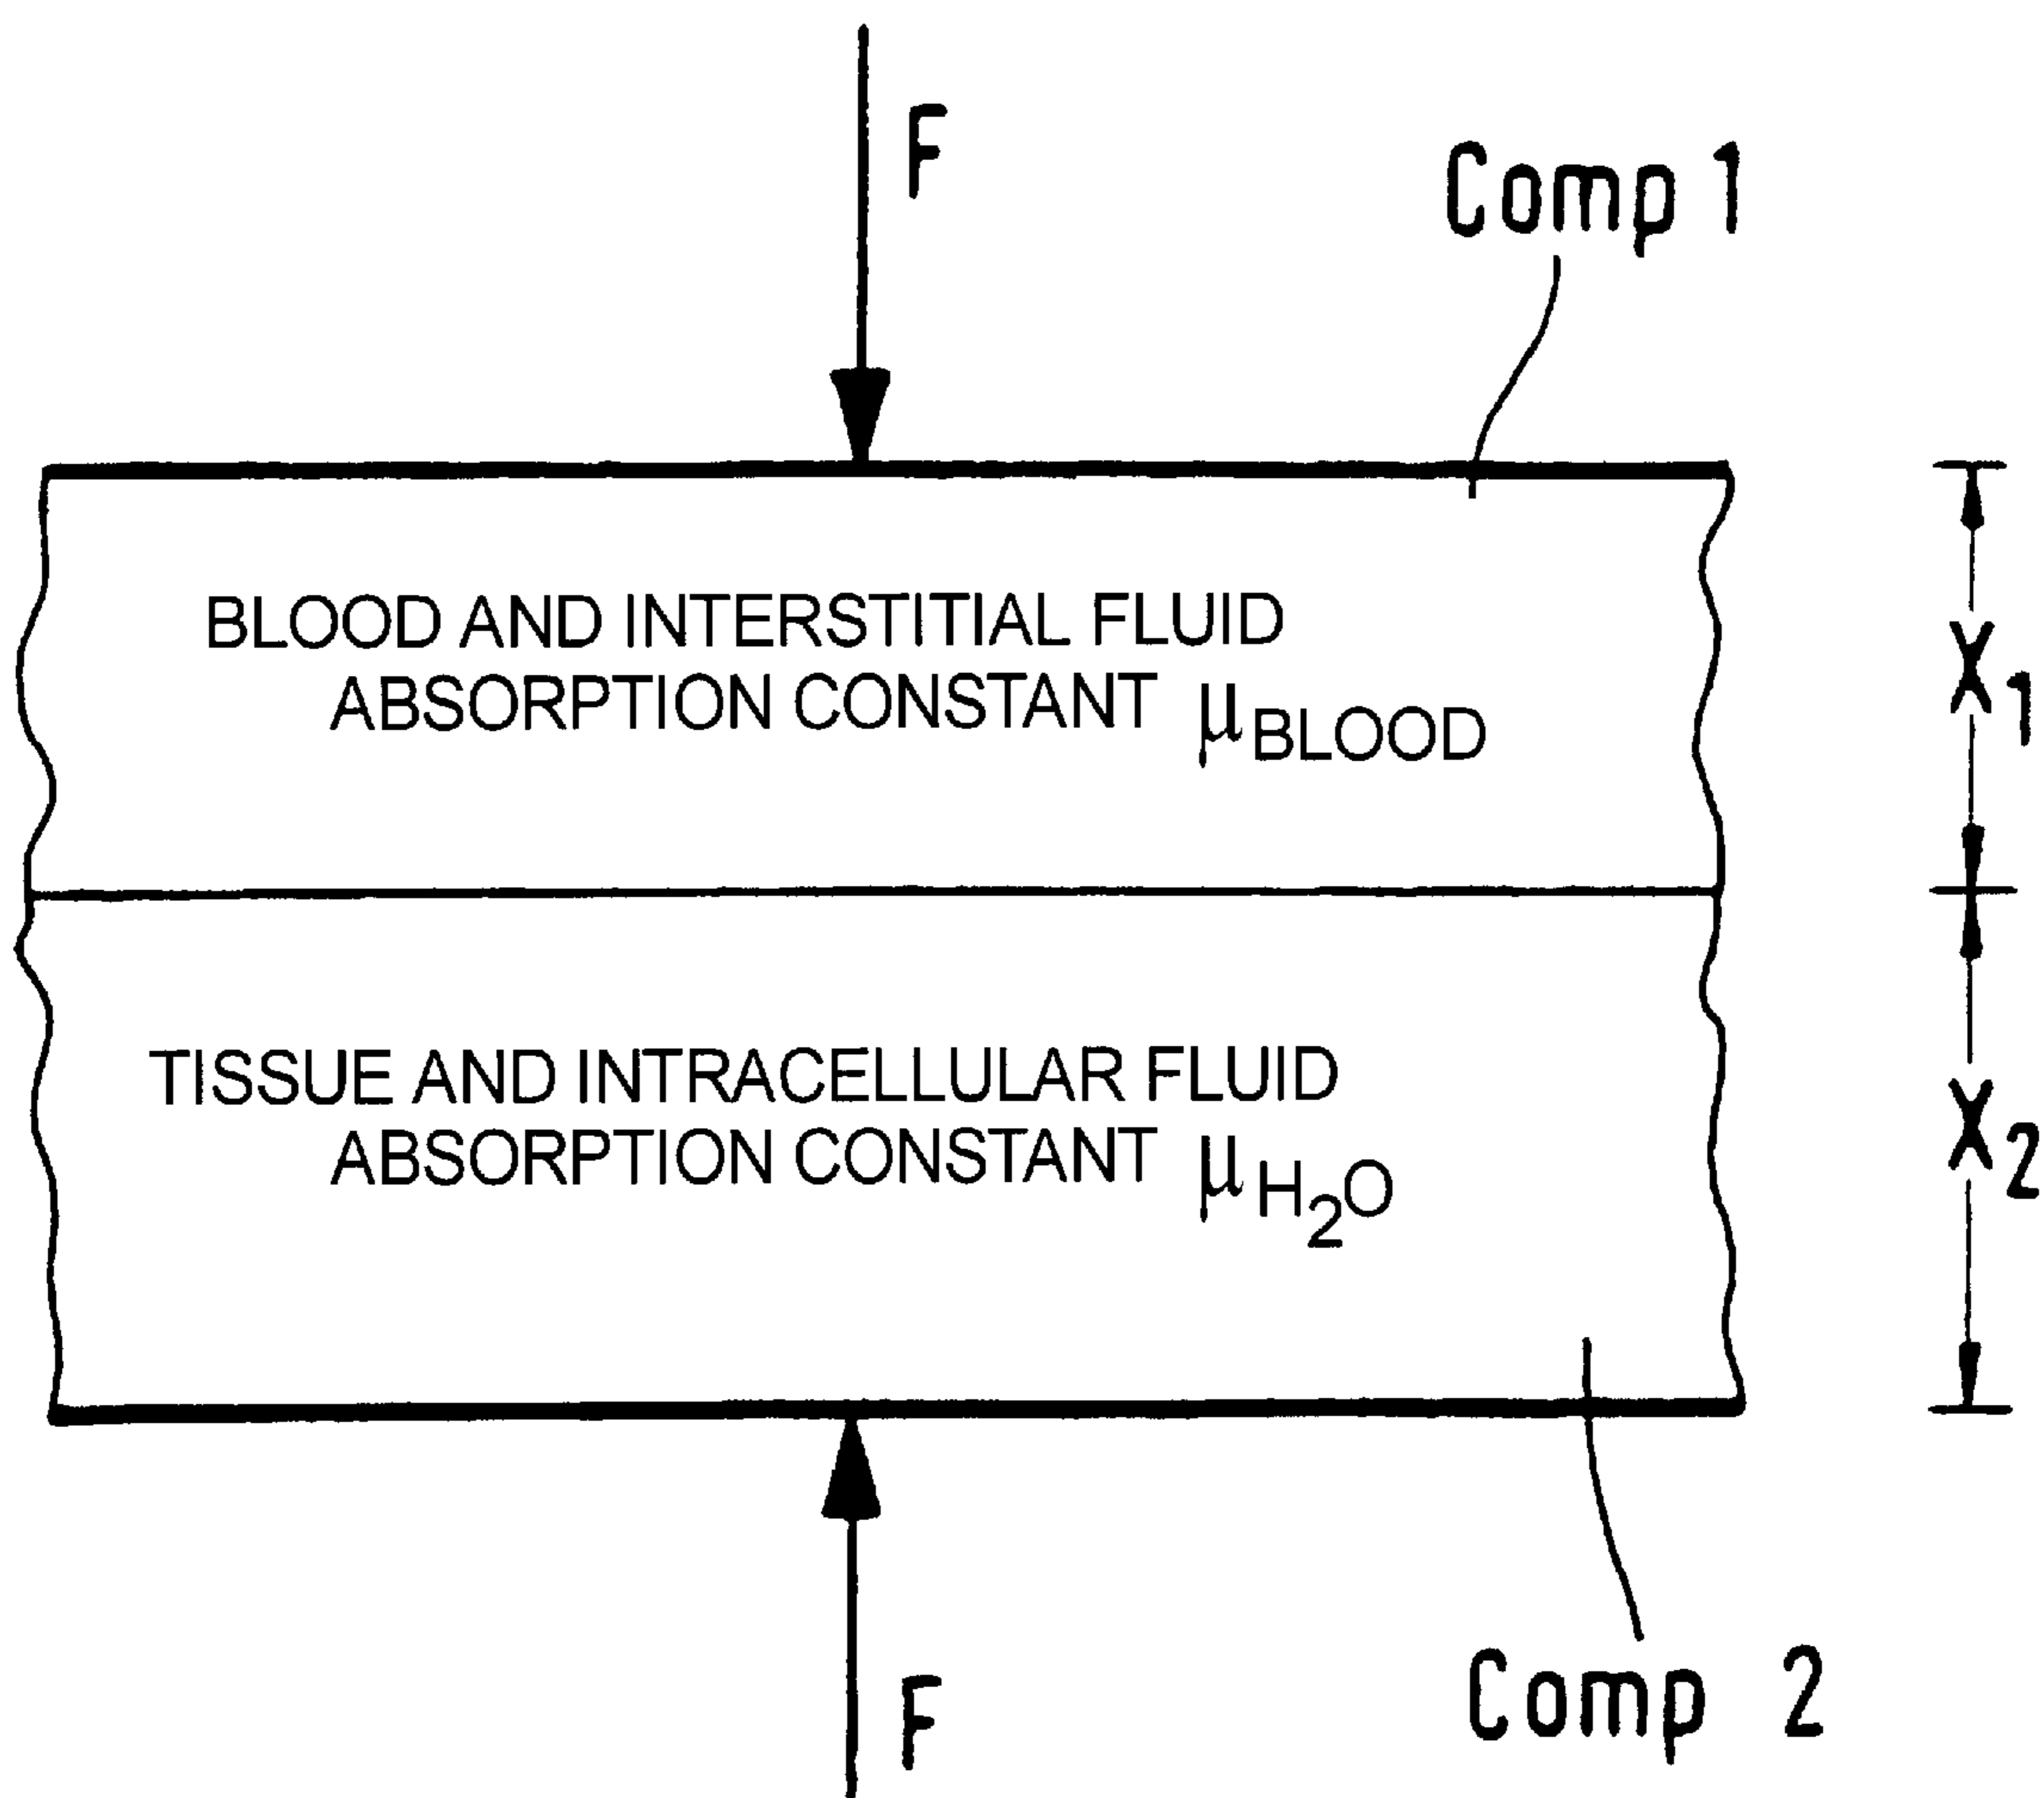 F
Comp 1
BLOOD AND INTERSTITIAL FLUID
ABSORPTION CONSTANT μBLOOD
X1
TISSUE AND INTRACELLULAR FLUID
ABSORPTION CONSTANT μH2O
X2
F
Comp 2